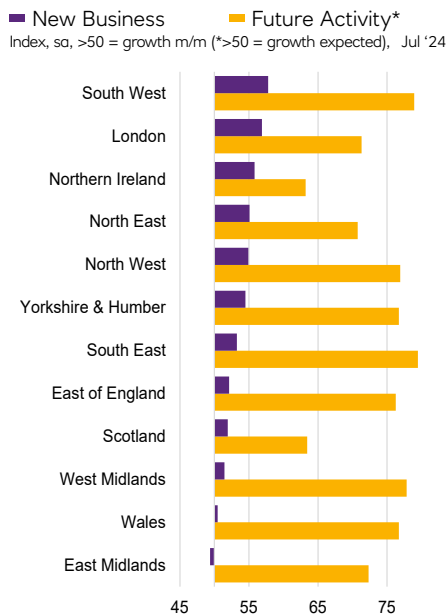 New Business Future Activity*
Index, sa, >50 = growth m/m (*>50 = growth expected), Jul ‘24
South West
London
Northern Ireland
North East
North West
Yorkshire & Humber
South East
East of England
Scotland
West Midlands
Wales
East Midlands
45 55 65 75